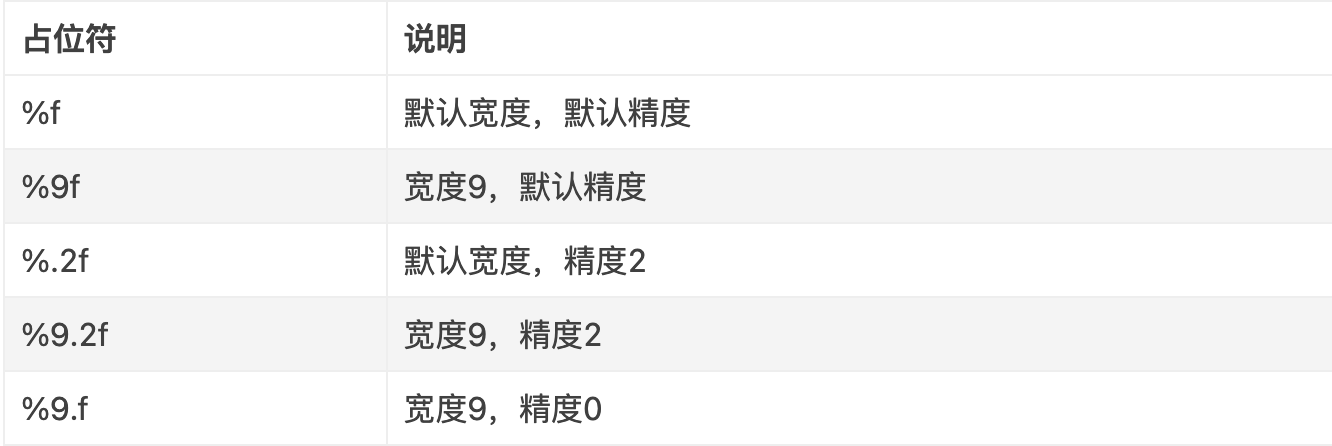 占位符 说明
%f 默认宽度，默认精度
%9f 宽度9，默认精度
%.2f 默认宽度，精度2
%9.2f 宽度9，精度2
%9.f 宽度9，精度0